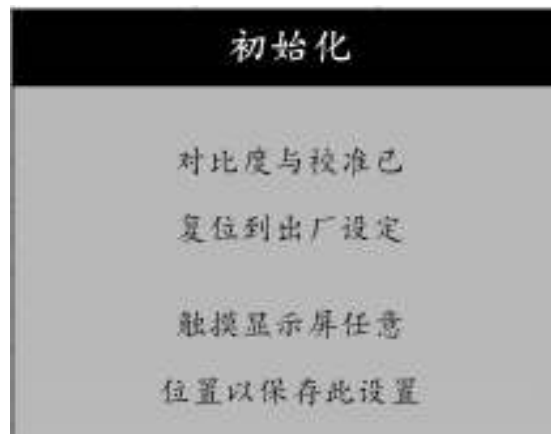 初始化
对比度与校准已
复位到出厂设定
触摸显示屏任意
位置以保存此设置